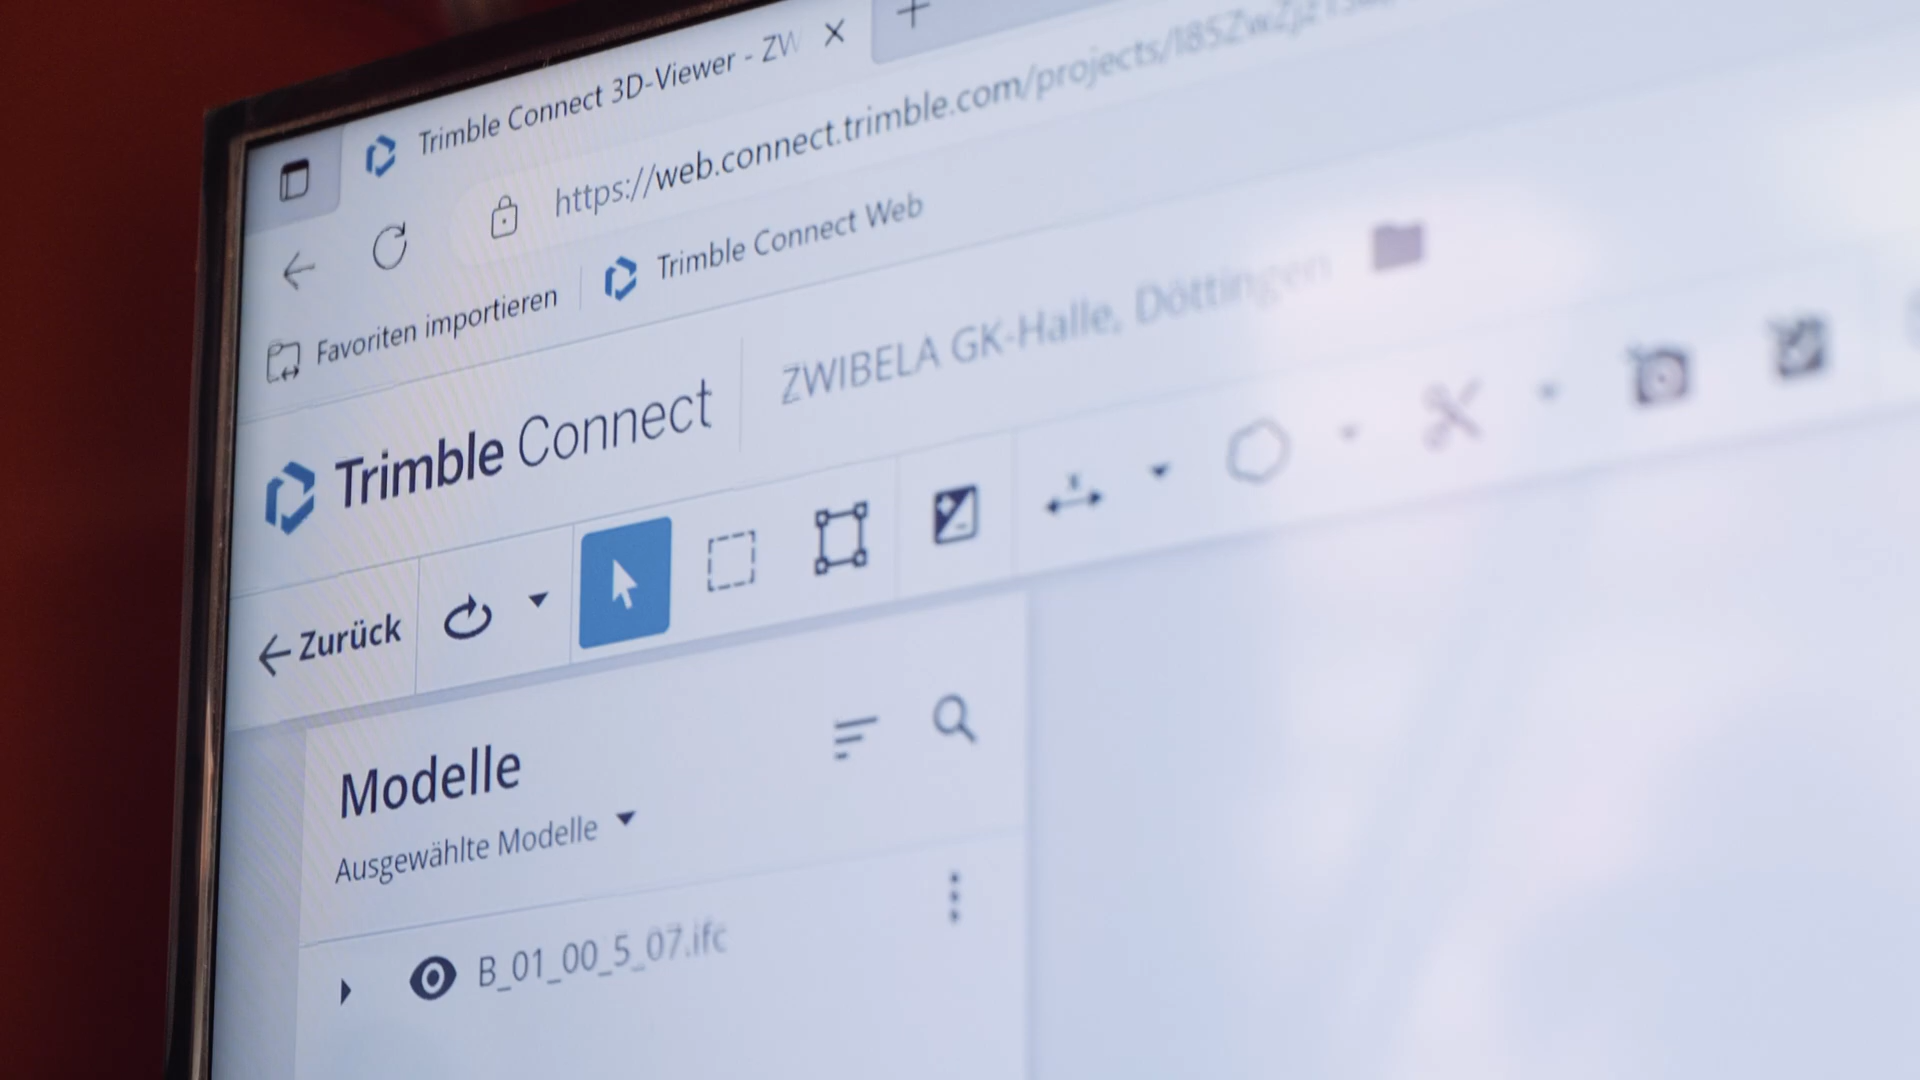 Trimble Connect 3D-Viewer - ZW
https://web.connect.trimble.com/projects/
Favoriten importieren
Trimble Connect Web
Trimble Connect
ZWIBELA GK-Halle, Döttingen
Zurück
Modelle
Ausgewählte Modelle
B_01_00_5_07.ifc